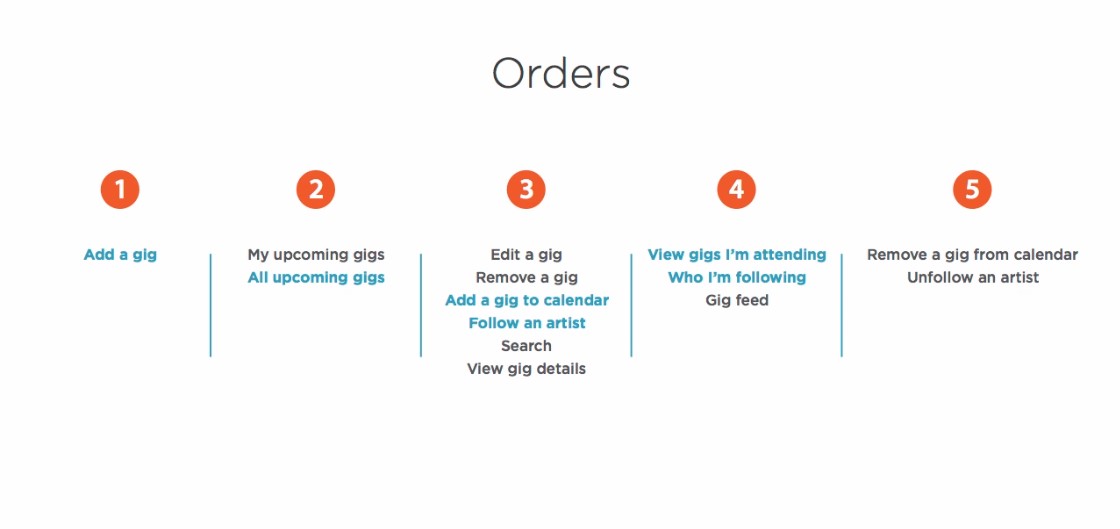 Orders
1
Add a gig
2
My upcoming gigs
All upcoming gigs
3
Edit a gig
Remove a gig
Add a gig to calendar
Follow an artist
Search
View gig details
4
View gigs I'm attending
Who I'm following
Gig feed
5
Remove a gig from calendar
Unfollow an artist